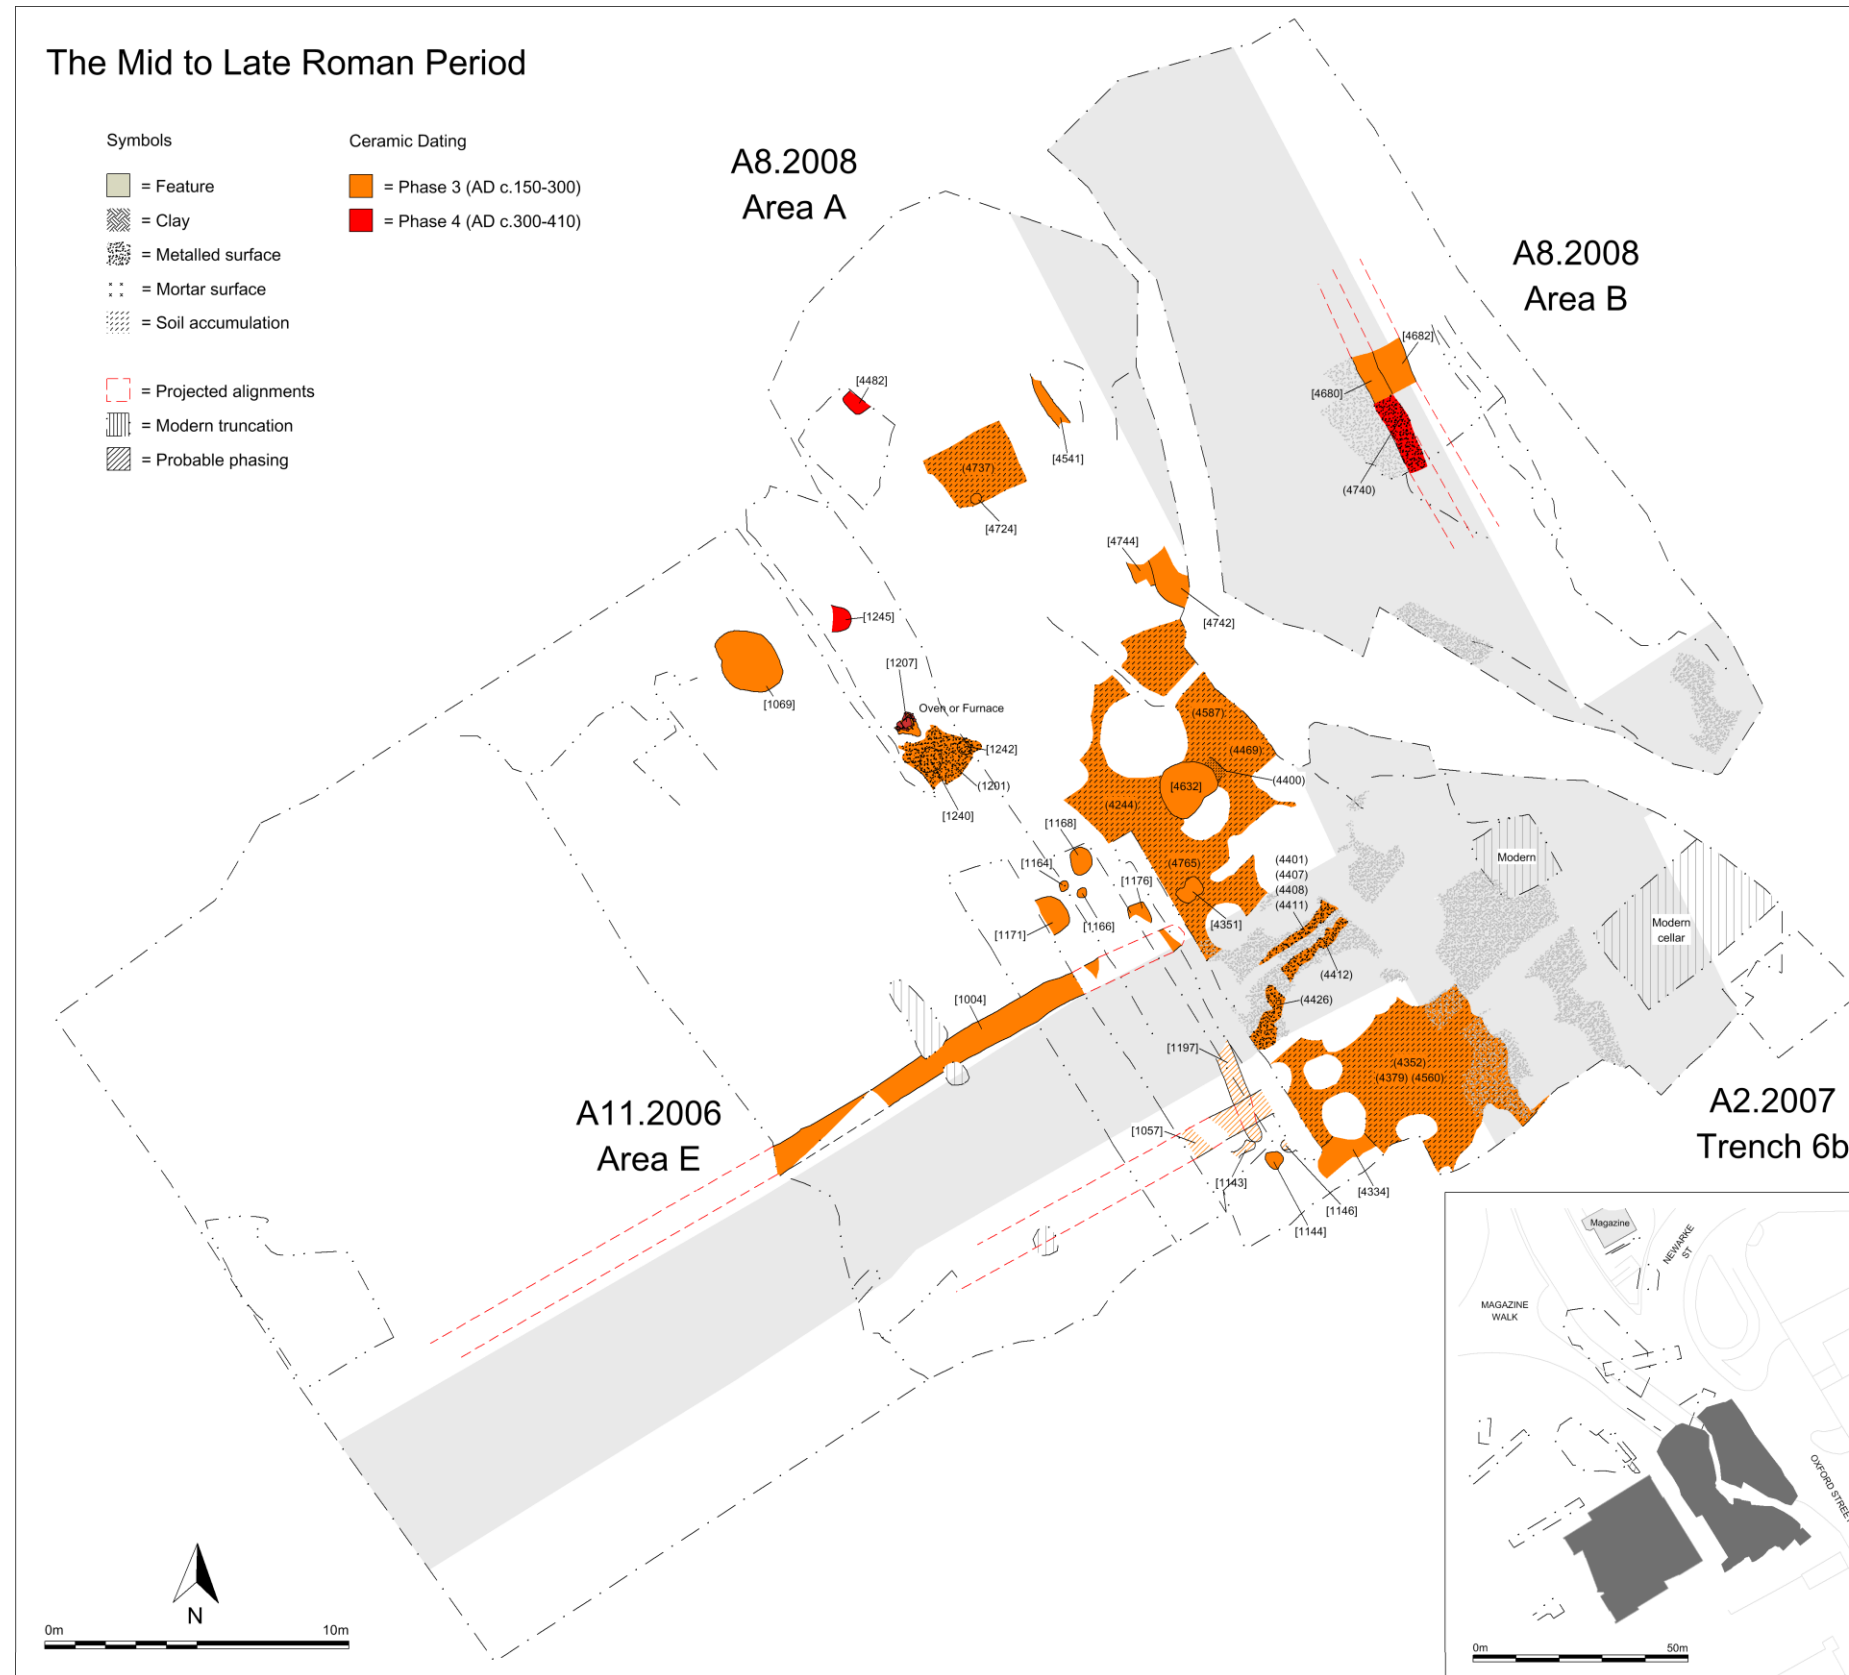 The Mid to Late Roman Period
Symbols
= Feature
= Clay
= Metalled surface
= Mortar surface
= Soil accumulation
= Projected alignments
= Modern truncation
= Probable phasing
Ceramic Dating
= Phase 3 (AD c.150-300)
= Phase 4 (AD c.300-410)
A8.2008
Area A
A8.2008
Area B
[4682]
[4680]
(4740)
[4482]
[4541]
(4737)
[4724]
[4744]
[4742]
[1245]
[1069]
[1207]
Oven or Furnace
[1242]
(1201)
[1240]
(4587)
(4469)
(4400)
[4632]
(4244)
[1168]
[1164]
[1176]
[1171]
[1166]
(4765)
[4351]
(4401)
(4407)
(4408)
(4411)
(4412)
(4426)
Modern
Modern
cellar
[1004]
[1197]
(4352)
(4379) (4560)
[1057]
[1143]
[1144]
[1146]
[4334]
A11.2006
Area E
A2.2007
Trench 6b
N
0m
10m
Magazine
NEWARKE
ST
MAGAZINE
WALK
OXFORD STREET
0m
50m